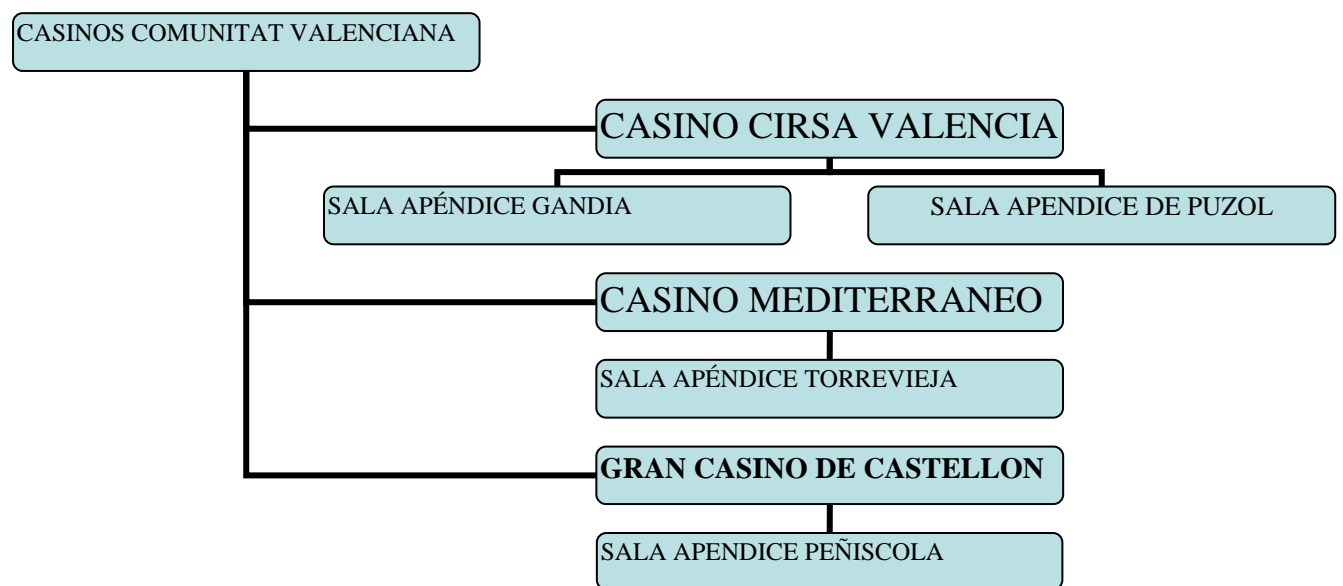 CASINOS COMUNITAT VALENCIANA
CASINO CIRSA VALENCIA
SALA APÉNDICE GANDIA
SALA APENDICE DE PUZOL
CASINO MEDITERRANEO
SALA APÉNDICE TORREVIEJA
GRAN CASINO DE CASTELLON
SALA APENDICE PEÑISCOLA